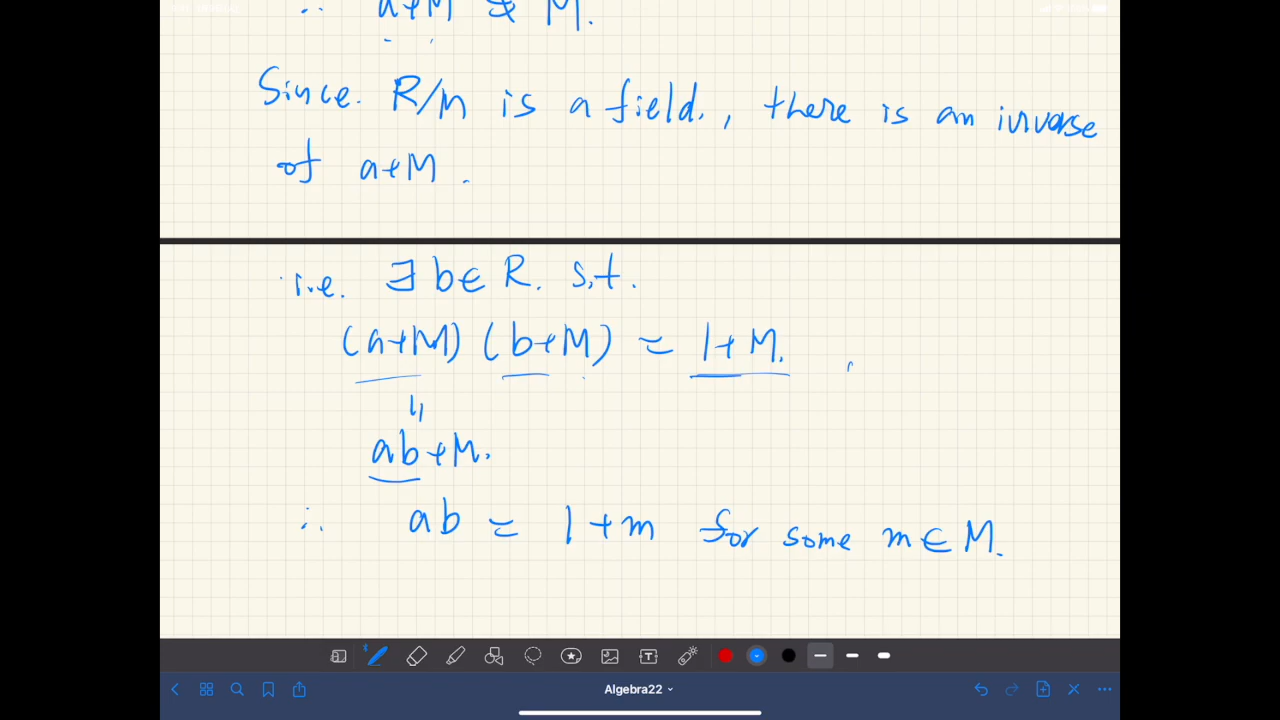 ∴ a+M ≠ M.
Since. R/M is a field., there is an inverse
of a+M.
i.e. ∃ b∈ R. s.t.
(a+M) (b+M) = 1+M.
"
ab+M.
∴ ab = 1+m for some m∈M.
Algebra22